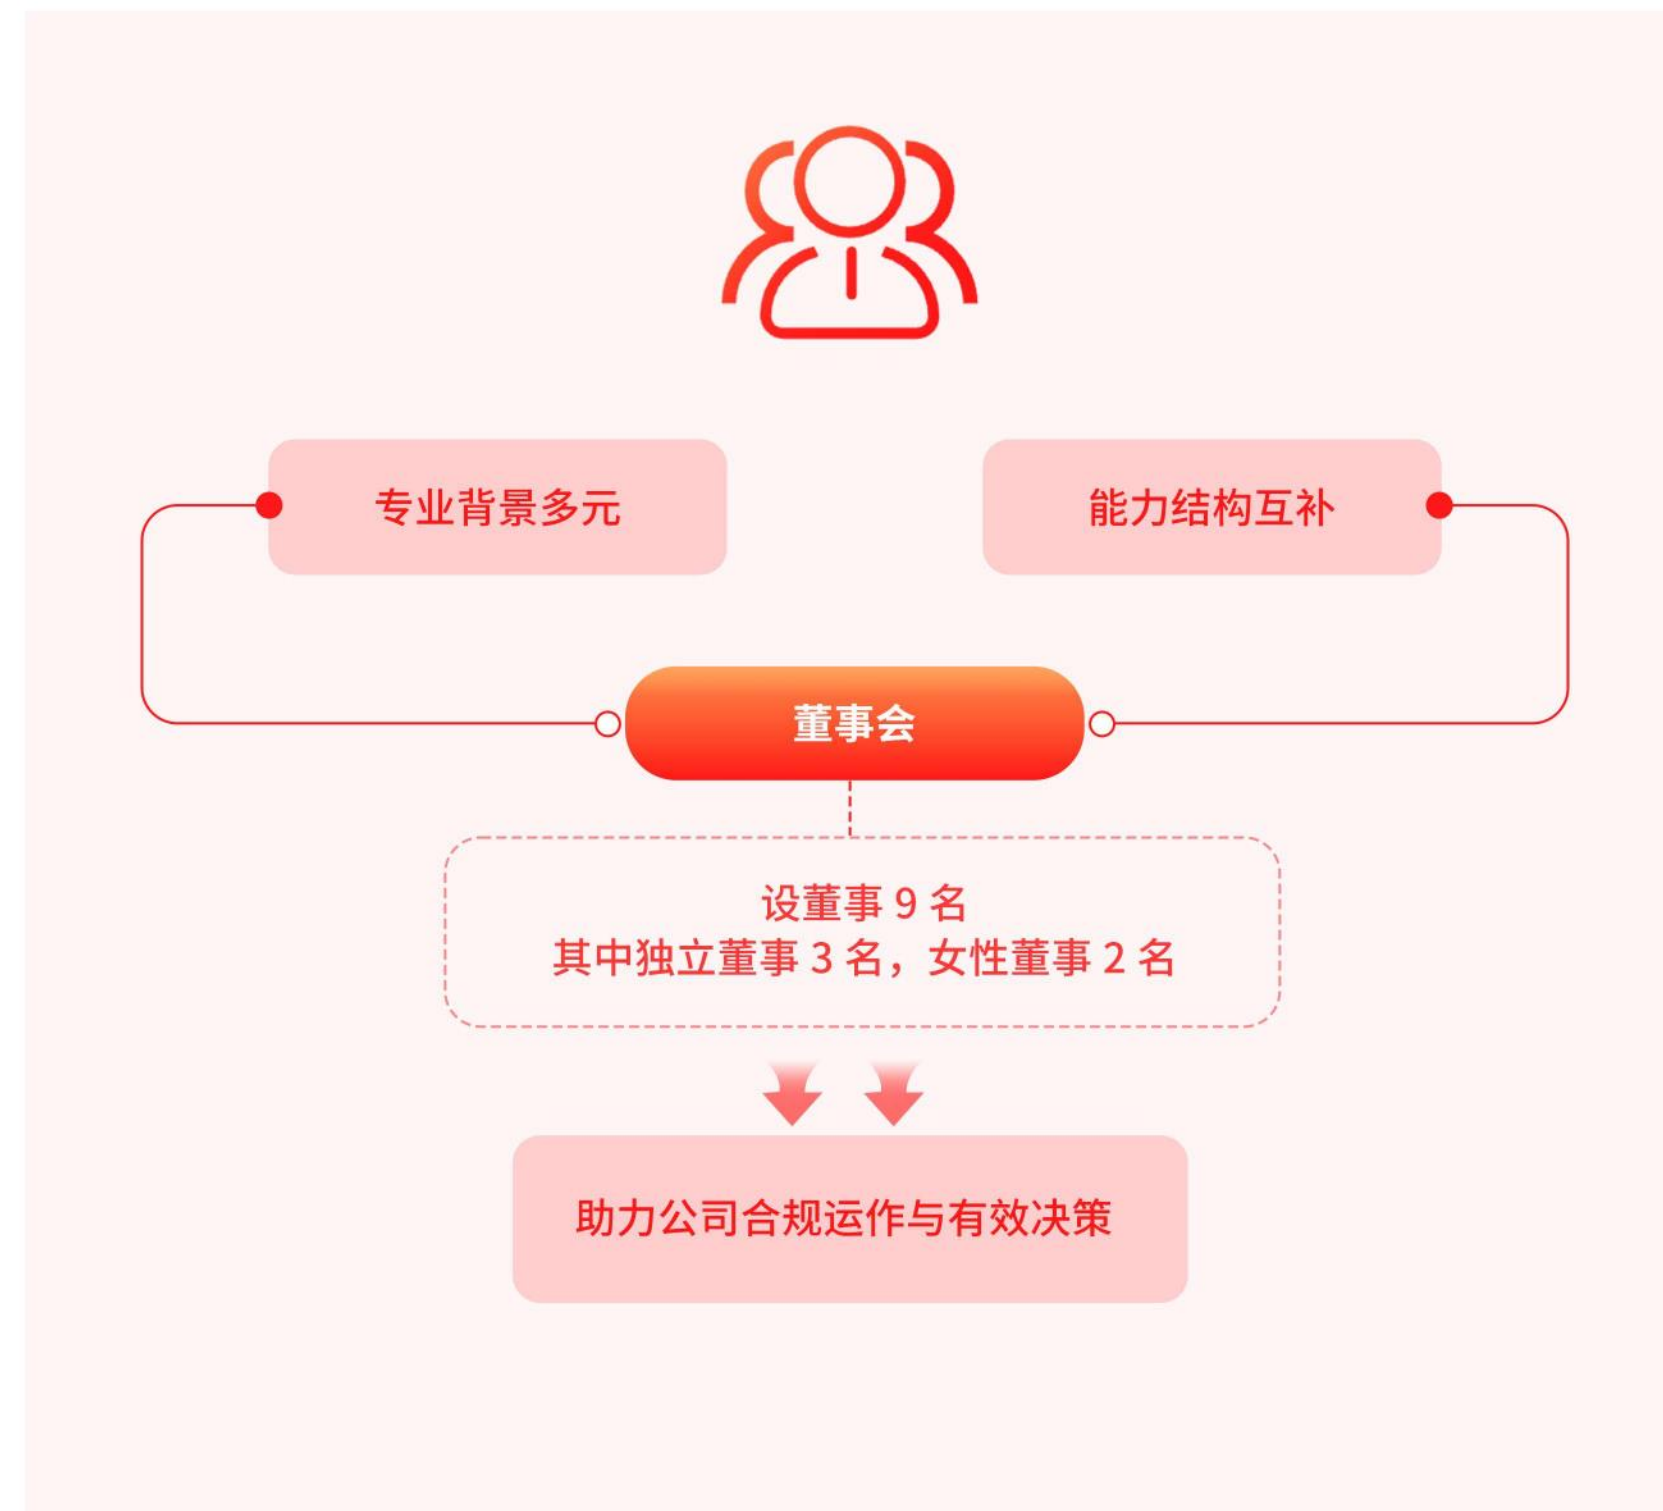 专业背景多元
能力结构互补
董事会
设董事 9 名
其中独立董事 3 名，女性董事 2 名
助力公司合规运作与有效决策